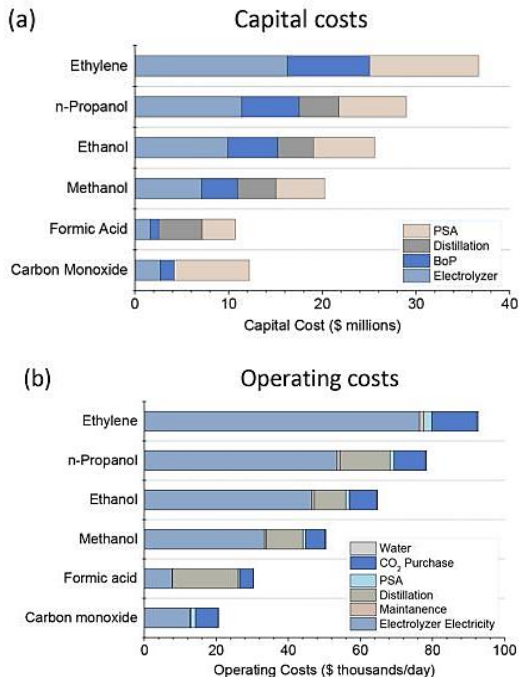 (a) Capital costs
Ethylene
n-Propanol
Ethanol
Methanol
Formic Acid
Carbon Monoxide
PSA
Distillation
BoP
Electrolyzer
0 10 20 30 40
Capital Cost ($ millions)
(b) Operating costs
Ethylene
n-Propanol
Ethanol
Methanol
Formic acid
Carbon monoxide
Water
CO₂ Purchase
PSA
Distillation
Maintanence
Electrolyzer Electricity
0 20 40 60 80 100
Operating Costs ($ thousands/day)